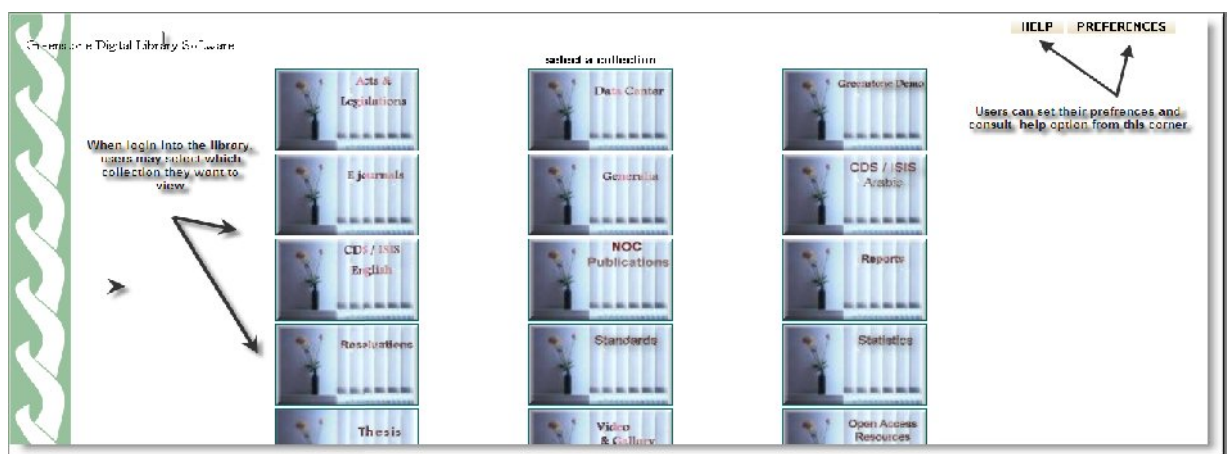 HELP PREFERENCES
Greenstone Digital Library Software
select a collection
Acts &
Legislations
Data Center
Greenstone Demo
Users can set their prefrences and
consult help option from this corner
When login into the library,
users may select which
collection they want to
view
E journals
Generalia
CDS / ISIS
Arabic
CDS / ISIS
English
NOC
Publications
Reports
Resoluations
Standards
Statistics
Thesis
Video
& Gallery
Open Access
Resources